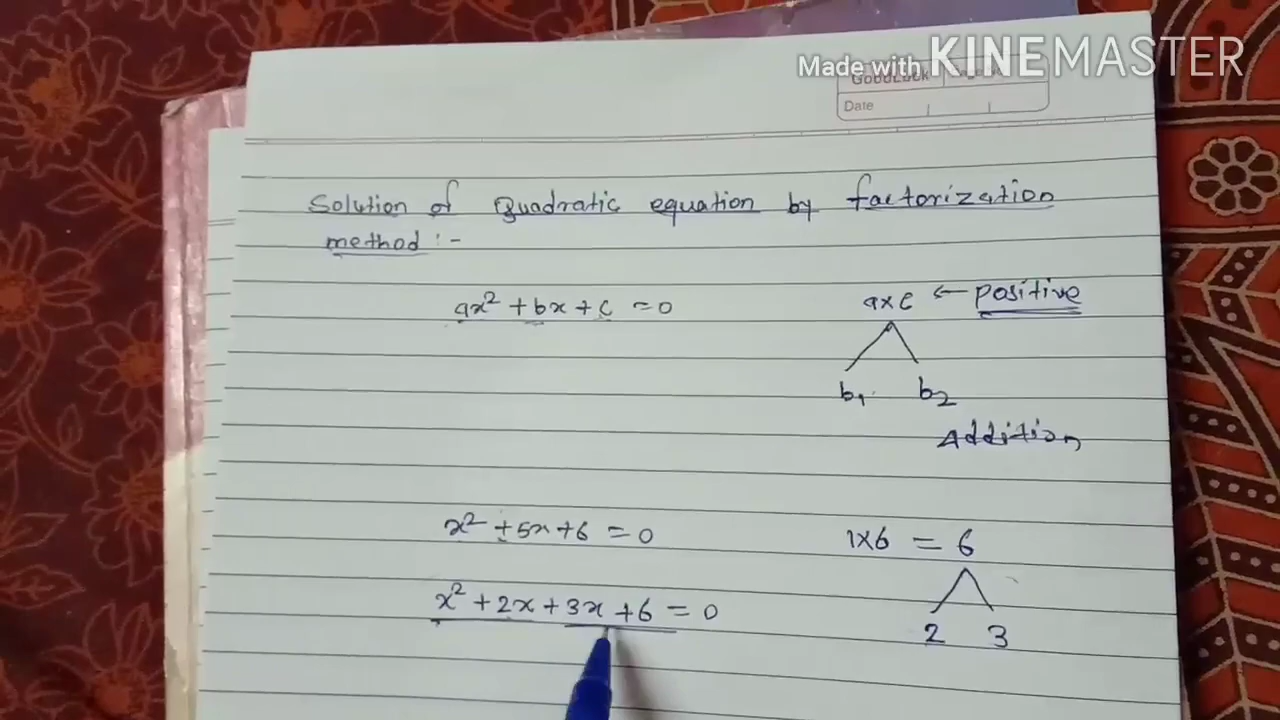 Made with KINEMASTER
GoodLuck
Date
Solution of Quadratic equation by factorization
method :-
ax² + bx + c = 0
a×c ← positive
b₁ b₂
Addition
x² + 5x + 6 = 0
1×6 = 6
x² + 2x + 3x + 6 = 0
2 3